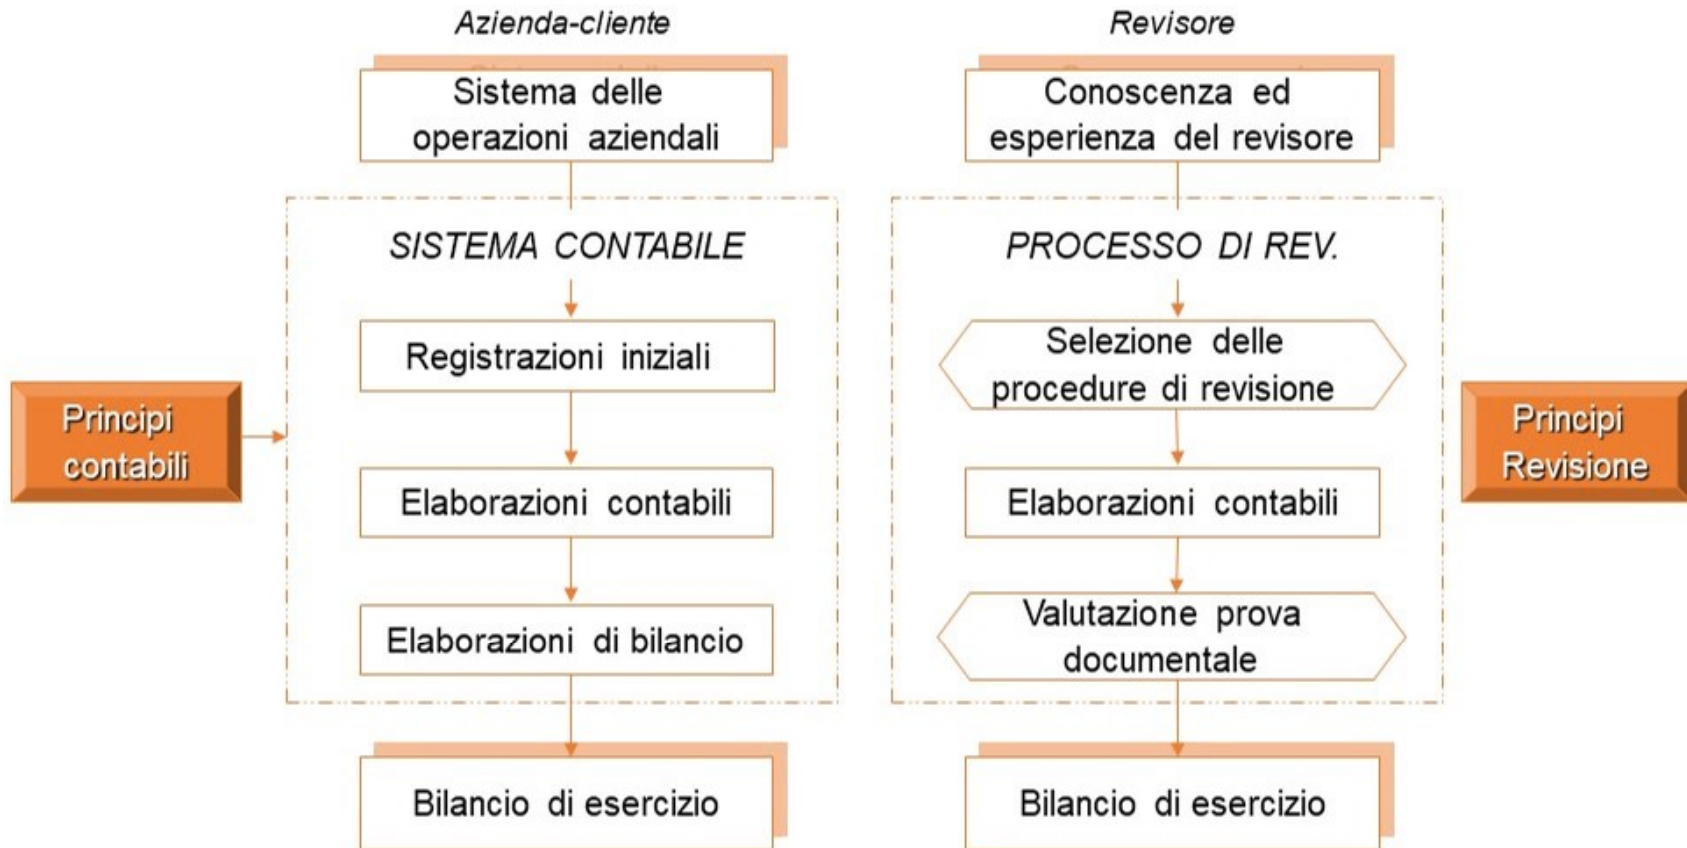 Azienda-cliente
Sistema delle
operazioni aziendali
SISTEMA CONTABILE
Registrazioni iniziali
Elaborazioni contabili
Elaborazioni di bilancio
Bilancio di esercizio
Principi
contabili
Revisore
Conoscenza ed
esperienza del revisore
PROCESSO DI REV.
Selezione delle
procedure di revisione
Elaborazioni contabili
Valutazione prova
documentale
Bilancio di esercizio
Principi
Revisione